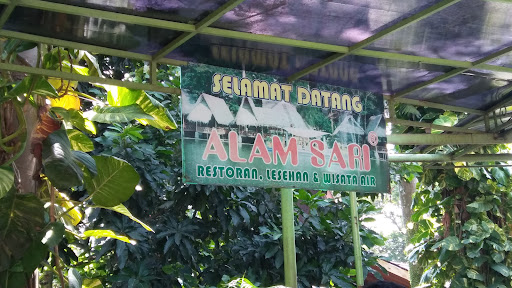 SELAMAT DATANG
ALAM SARI ®
RESTORAN, LESEHAN & WISATA AIR